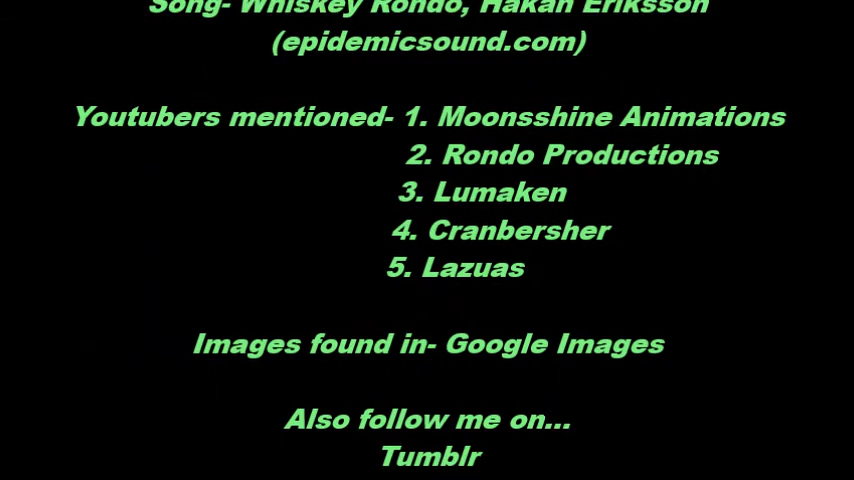 Song- Whiskey Rondo, Hakan Eriksson
(epidemicsound.com)
Youtubers mentioned- 1. Moonsshine Animations
2. Rondo Productions
3. Lumaken
4. Cranbersher
5. Lazuas
Images found in- Google Images
Also follow me on...
Tumblr